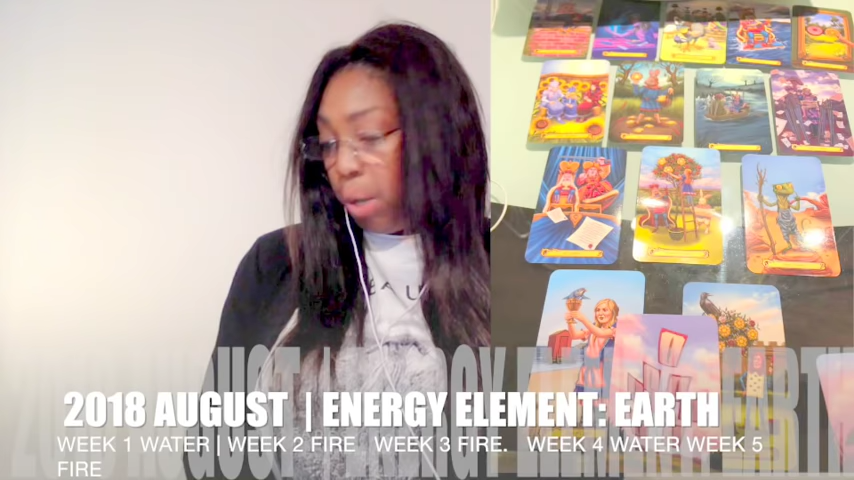 2018 AUGUST | ENERGY ELEMENT: EARTH
WEEK 1 WATER | WEEK 2 FIRE WEEK 3 FIRE. WEEK 4 WATER WEEK 5
FIRE